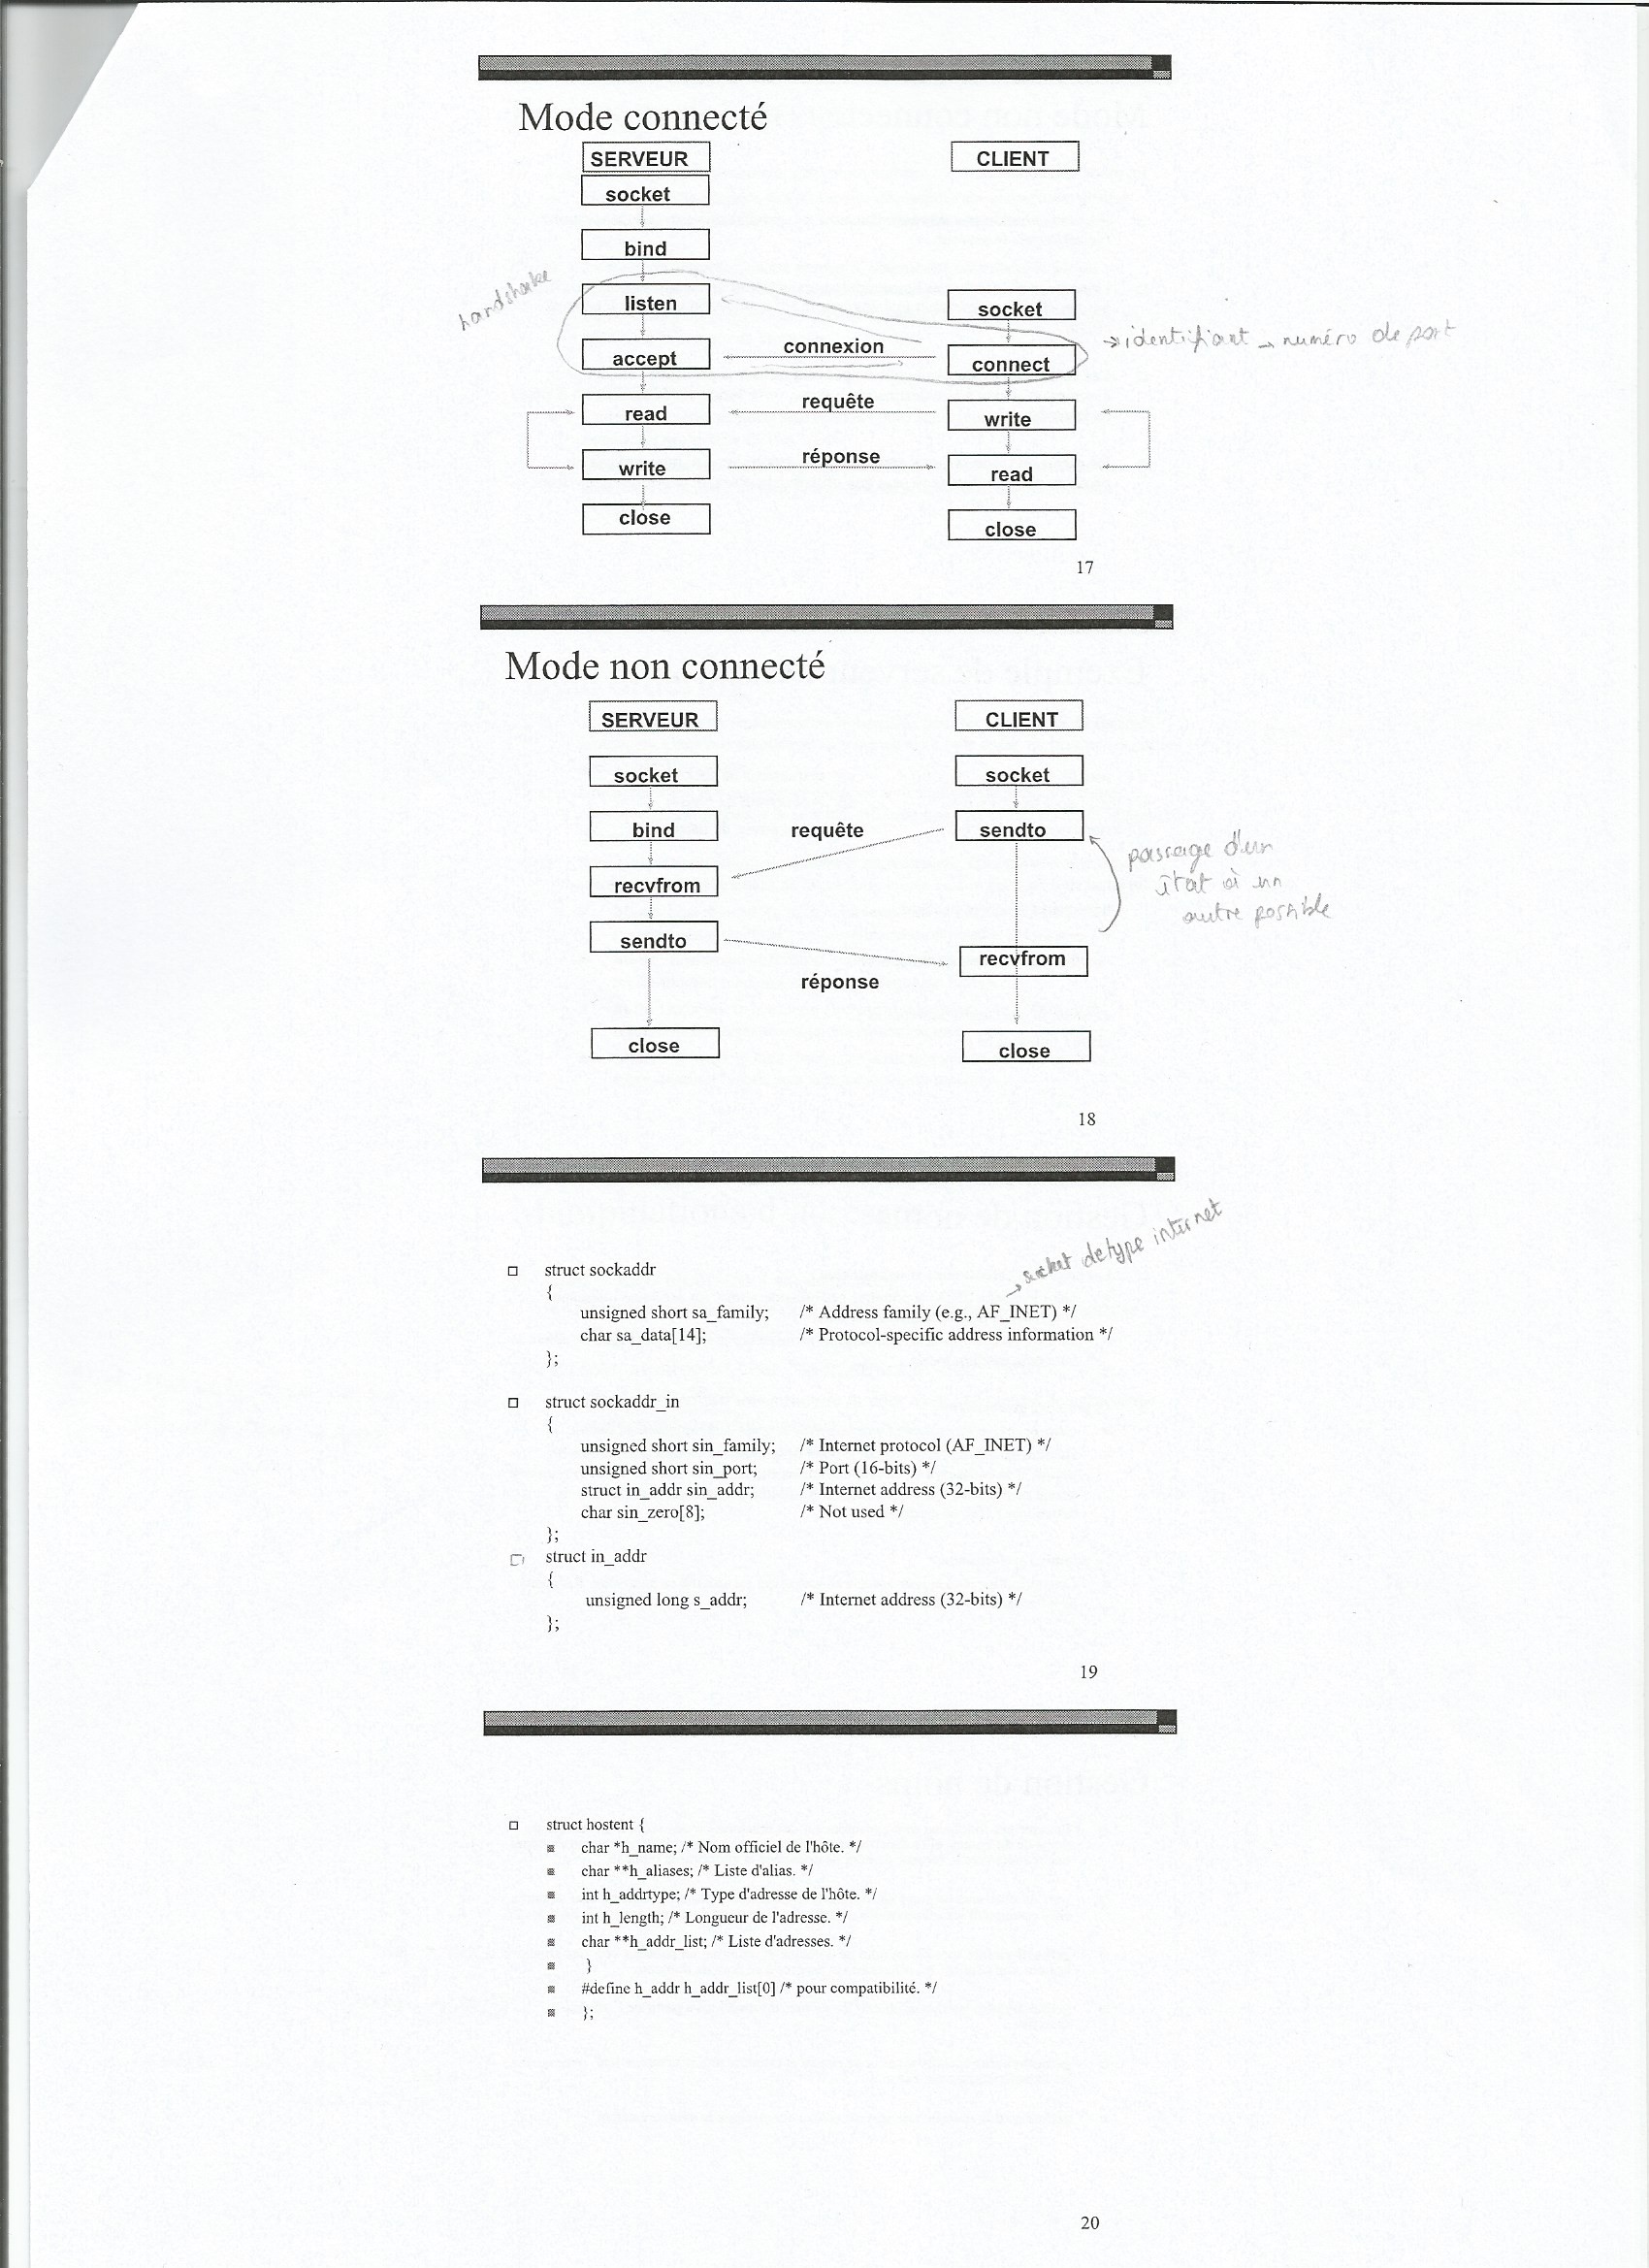 Mode connecté
SERVEUR
CLIENT
socket
bind
handshake
listen
socket
connexion
accept
connect
→ identifiant → numéro de port
requête
read
write
réponse
write
read
close
close
17
Mode non connecté
SERVEUR
CLIENT
socket
socket
bind
requête
sendto
passage d'un
état à un
autre possible
recvfrom
sendto
recvfrom
réponse
close
close
18
→ socket de type internet
struct sockaddr
{
unsigned short sa_family; /* Address family (e.g., AF_INET) */
char sa_data[14]; /* Protocol-specific address information */
};
struct sockaddr_in
{
unsigned short sin_family; /* Internet protocol (AF_INET) */
unsigned short sin_port; /* Port (16-bits) */
struct in_addr sin_addr; /* Internet address (32-bits) */
char sin_zero[8]; /* Not used */
};
struct in_addr
{
unsigned long s_addr; /* Internet address (32-bits) */
};
19
struct hostent {
char *h_name; /* Nom officiel de l'hôte. */
char **h_aliases; /* Liste d'alias. */
int h_addrtype; /* Type d'adresse de l'hôte. */
int h_length; /* Longueur de l'adresse. */
char **h_addr_list; /* Liste d'adresses. */
}
#define h_addr h_addr_list[0] /* pour compatibilité. */
};
20